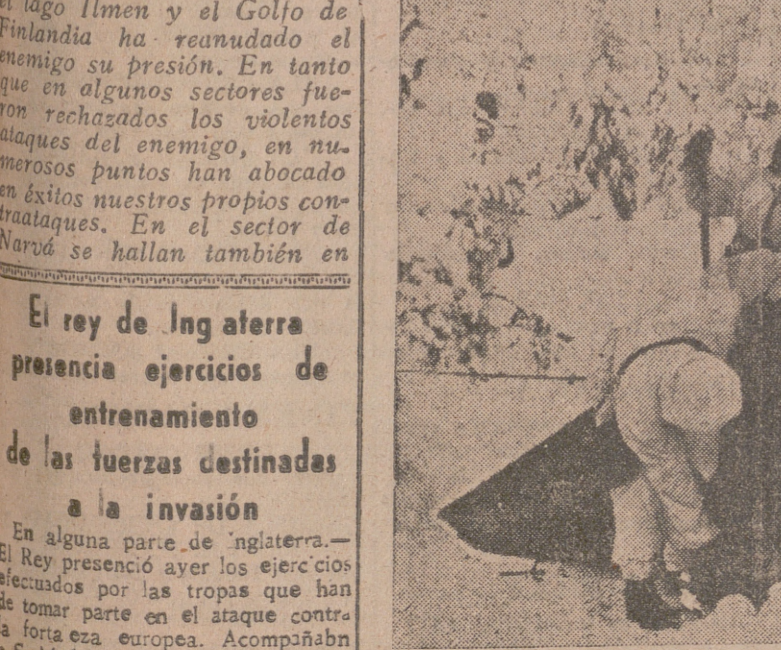 el lago Ilmen y el Golfo de
Finlandia ha reanudado el
enemigo su presión. En tanto
que en algunos sectores fue-
ron rechazados los violentos
ataques del enemigo, en nu-
merosos puntos han abocado
en éxitos nuestros propios con-
traataques. En el sector de
Narvá se hallan también en
El rey de Ing aterra
presencia ejercicios de
entrenamiento
de las fuerzas destinadas
a la invasión
En alguna parte de nglaterra.—
El Rey presenció ayer los ejerc cios
efectuados por las tropas que han
de tomar parte en el ataque contra
a forta eza europea. Acompañabn